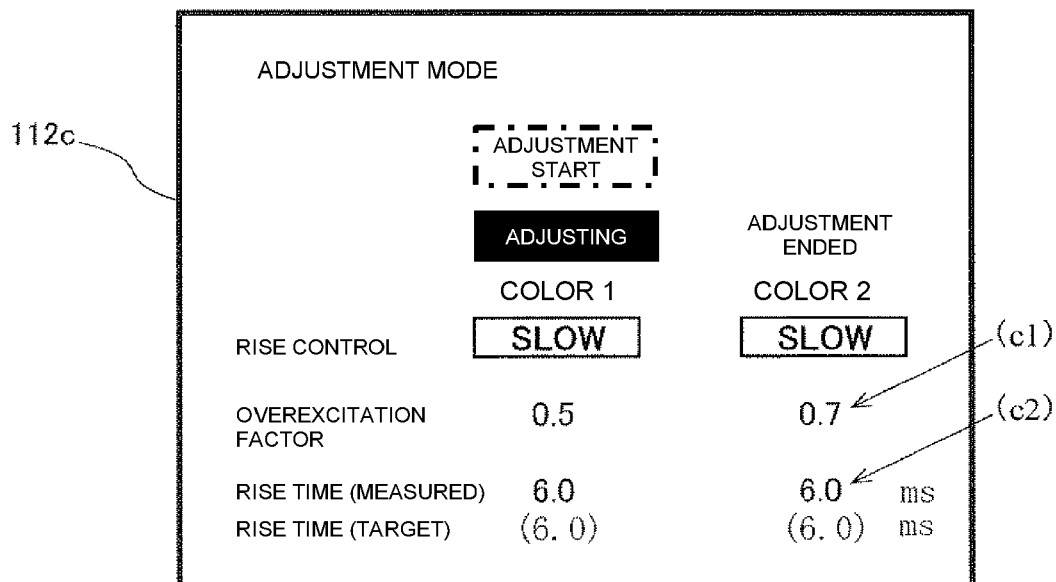 ADJUSTMENT MODE
112c
ADJUSTMENT
START
ADJUSTING
ADJUSTMENT
ENDED
COLOR 1 COLOR 2
RISE CONTROL SLOW SLOW (c1)
OVEREXCITATION
FACTOR 0.5 0.7 (c2)
RISE TIME (MEASURED) 6.0 6.0 ms
RISE TIME (TARGET) (6.0) (6.0) ms